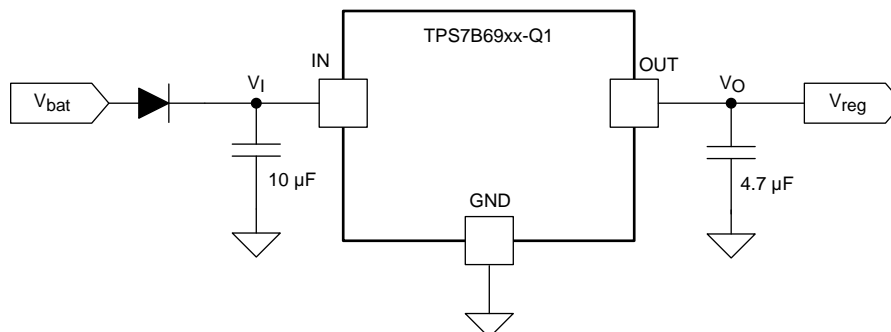 TPS7B69xx-Q1
IN
OUT
Vbat
VI
VO
Vreg
10 µF
4.7 µF
GND